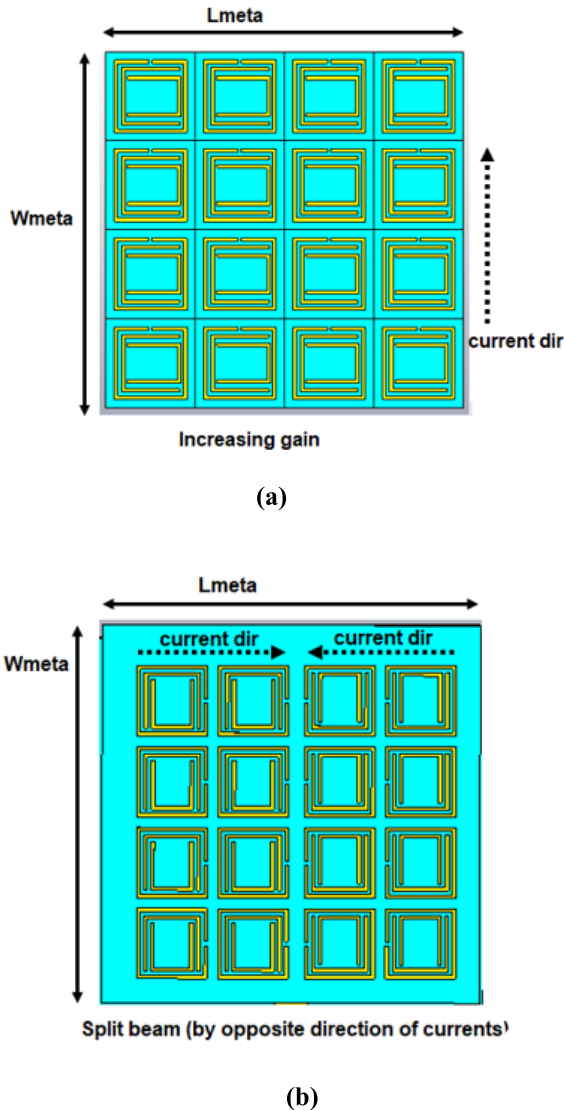 Lmeta
Wmeta
current dir
Increasing gain
(a)
Lmeta
Wmeta
current dir current dir
Split beam (by opposite direction of currents)
(b)